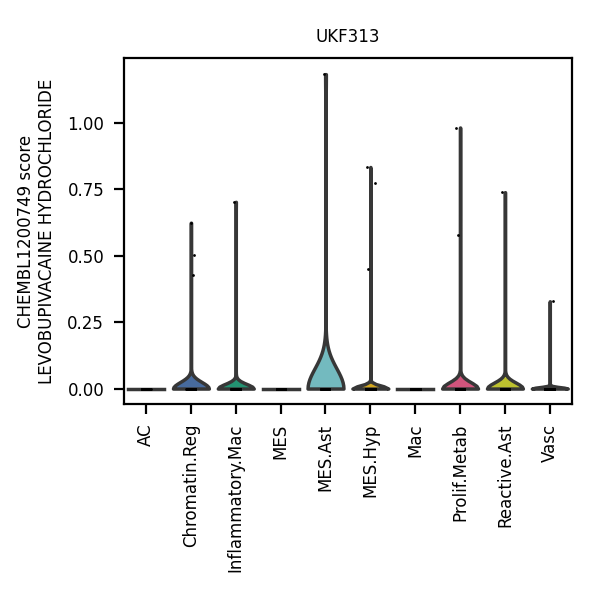 UKF313
CHEMBL1200749 score
LEVOBUPIVACAINE HYDROCHLORIDE
1.00
0.75
0.50
0.25
0.00
AC
Chromatin.Reg
Inflammatory.Mac
MES
MES.Ast
MES.Hyp
Mac
Prolif.Metab
Reactive.Ast
Vasc